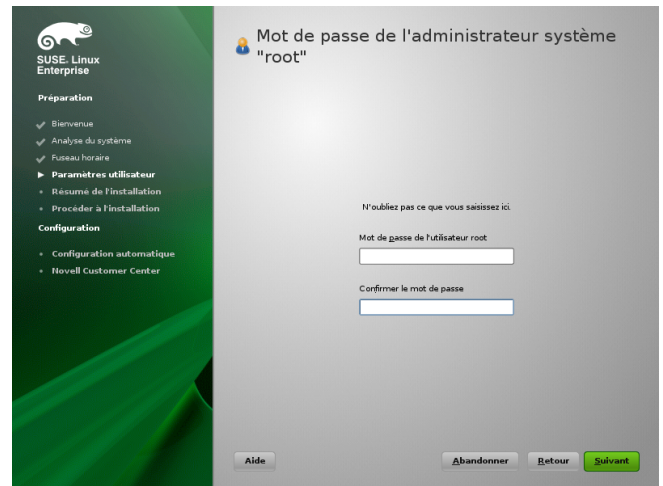 SUSE. Linux
Enterprise
Préparation
Bienvenue
Analyse du système
Fuseau horaire
Paramètres utilisateur
Résumé de l'installation
Procéder à l'installation
Configuration
Configuration automatique
Novell Customer Center
Mot de passe de l'administrateur système
"root"
N'oubliez pas ce que vous saisissez ici.
Mot de passe de l'utilisateur root
Confirmer le mot de passe
Aide
Abandonner
Retour
Suivant